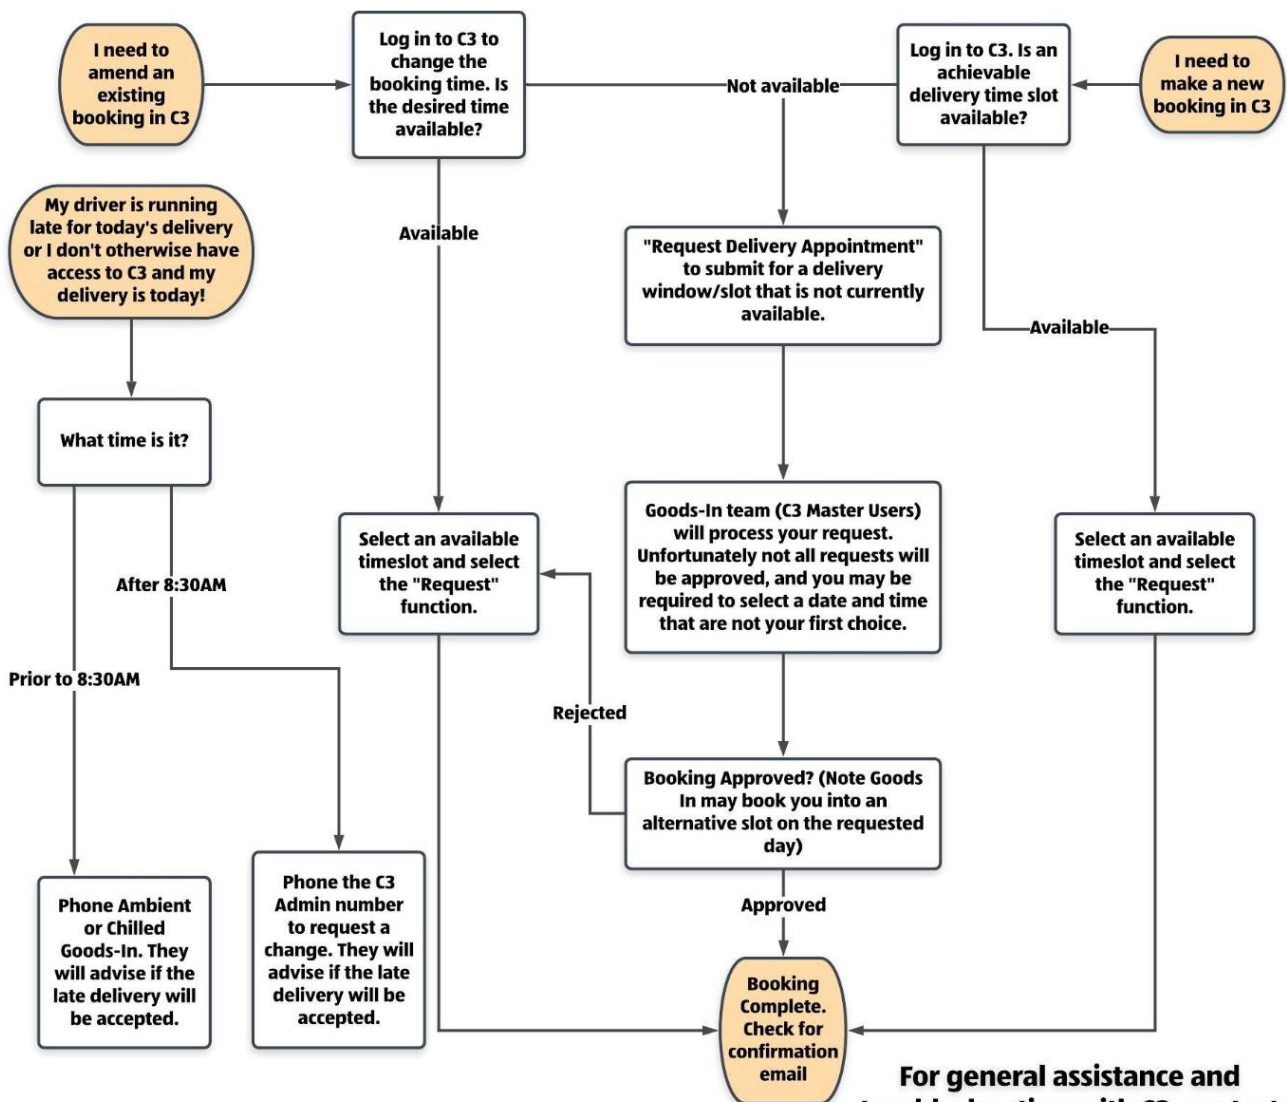 I need to
amend an
existing
booking in C3
Log in to C3 to
change the
booking time. Is
the desired time
available?
Not available
Log in to C3. Is an
achievable
delivery time slot
available?
I need to
make a new
booking in C3
My driver is running
late for today's delivery
or I don't otherwise have
access to C3 and my
delivery is today!
Available
"Request Delivery Appointment"
to submit for a delivery
window/slot that is not currently
available.
Available
What time is it?
Select an available
timeslot and select
the "Request"
function.
Goods-In team (C3 Master Users)
will process your request.
Unfortunately not all requests will
be approved, and you may be
required to select a date and time
that are not your first choice.
Select an available
timeslot and select
the "Request"
function.
After 8:30AM
Prior to 8:30AM
Rejected
Booking Approved? (Note Goods
In may book you into an
alternative slot on the requested
day)
Phone Ambient
or Chilled
Goods-In. They
will advise if the
late delivery will
be accepted.
Phone the C3
Admin number
to request a
change. They will
advise if the late
delivery will be
accepted.
Approved
Booking
Complete.
Check for
confirmation
email
For general assistance and